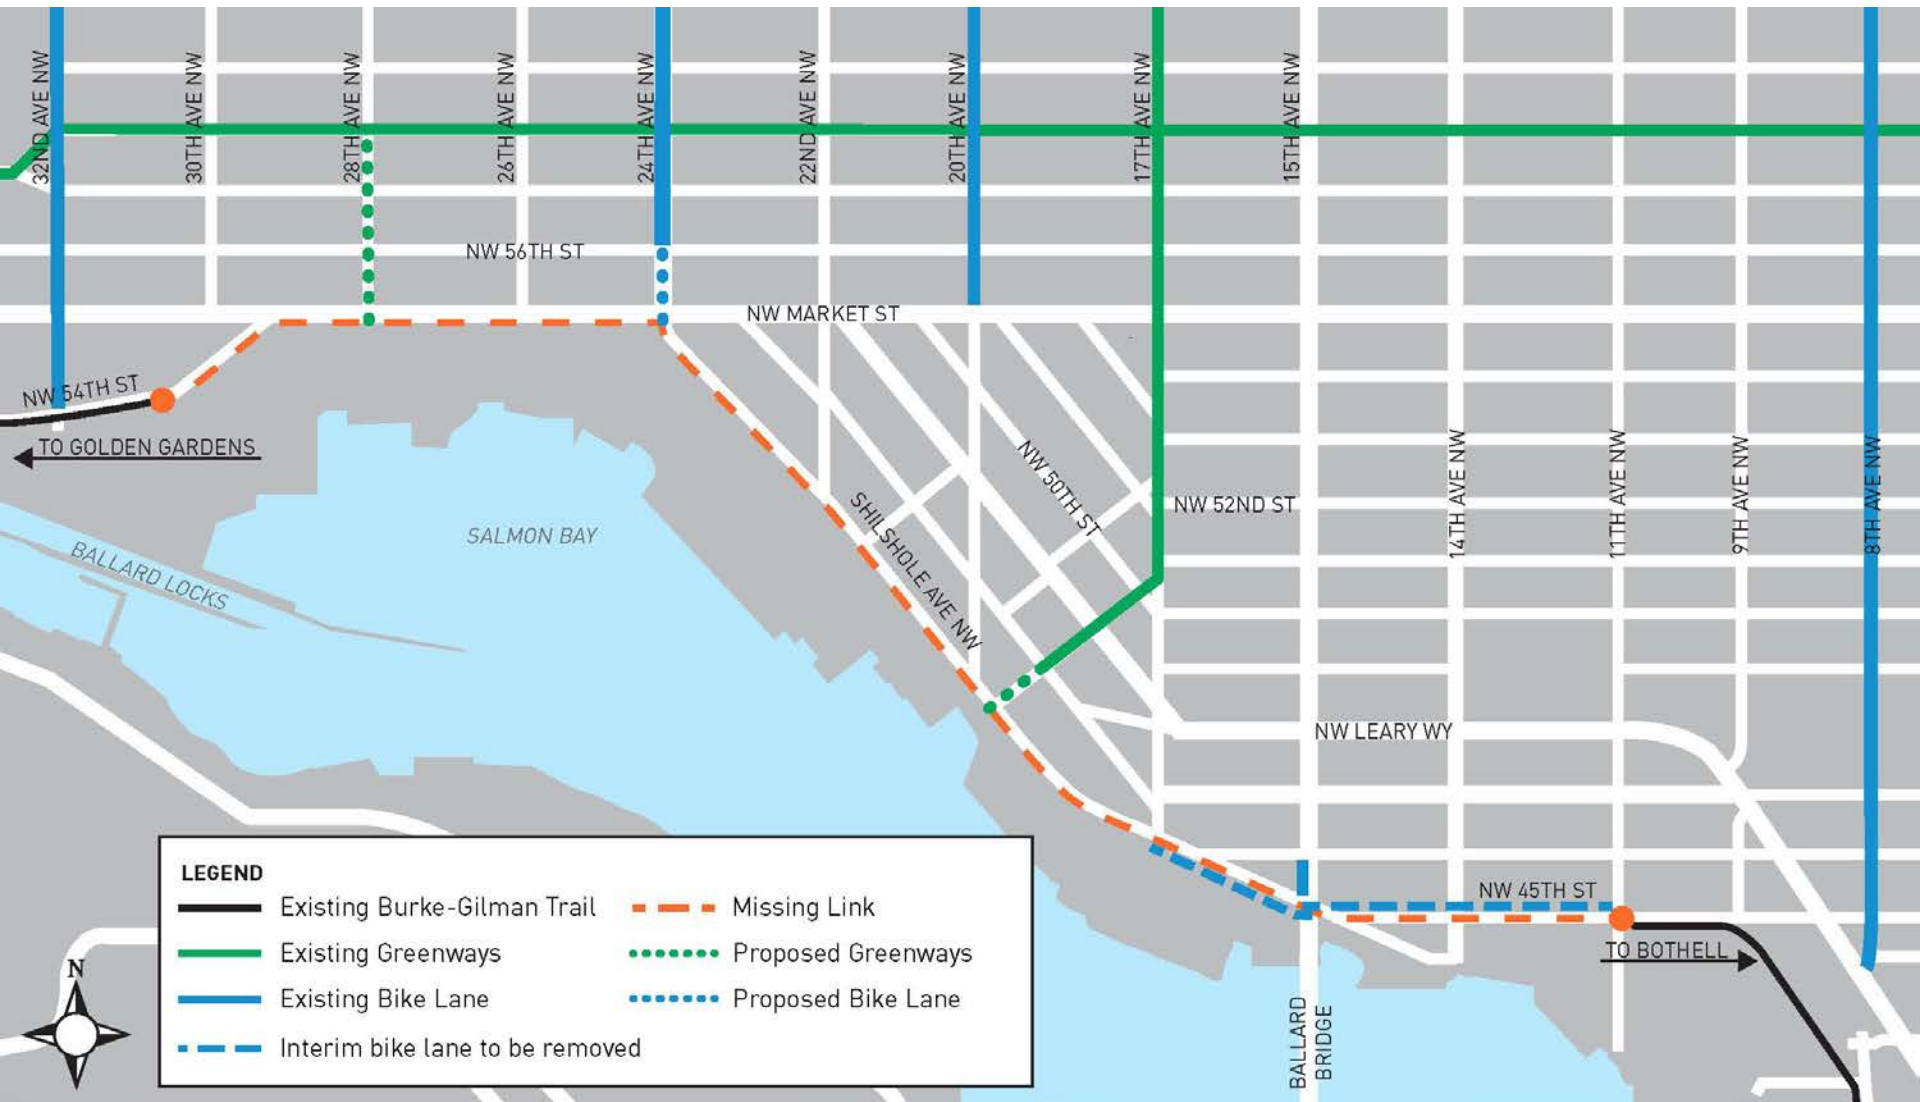 32ND AVE NW
30TH AVE NW
28TH AVE NW
26TH AVE NW
24TH AVE NW
22ND AVE NW
20TH AVE NW
17TH AVE NW
15TH AVE NW
NW 56TH ST
NW MARKET ST
NW 54TH ST
TO GOLDEN GARDENS
SALMON BAY
BALLARD LOCKS
SHILSHOLE AVE NW
NW 50TH ST
NW 52ND ST
14TH AVE NW
11TH AVE NW
9TH AVE NW
8TH AVE NW
NW LEARY WY
NW 45TH ST
TO BOTHELL
BALLARD
BRIDGE
N
LEGEND
Existing Burke-Gilman Trail
Existing Greenways
Existing Bike Lane
Interim bike lane to be removed
Missing Link
Proposed Greenways
Proposed Bike Lane